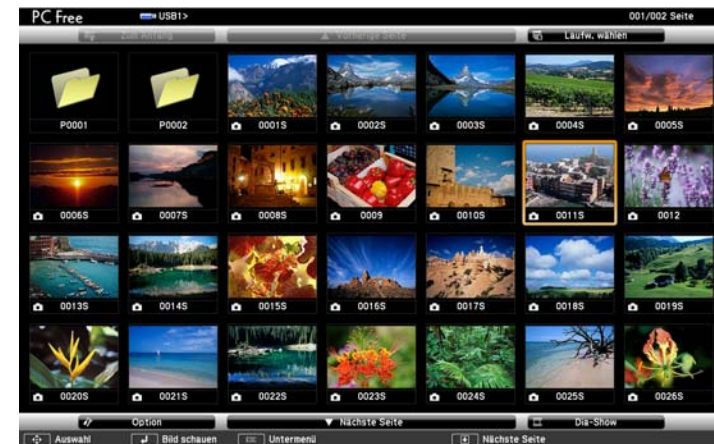 PC Free USB1> 001/002 Seite
Zum Anfang ▲ Vorherige Seite Laufw. wählen
P0001 P0002 0001S 0002S 0003S 0004S 0005S
0006S 0007S 0008S 0009 0010S 0011S 0012
0013S 0014S 0015S 0016S 0017S 0018S 0019S
0020S 0021S 0022S 0023S 0024S 0025S 0026S
Option ▼ Nächste Seite Dia-Show
Auswahl Bild schauen Esc Untermenü Nächste Seite